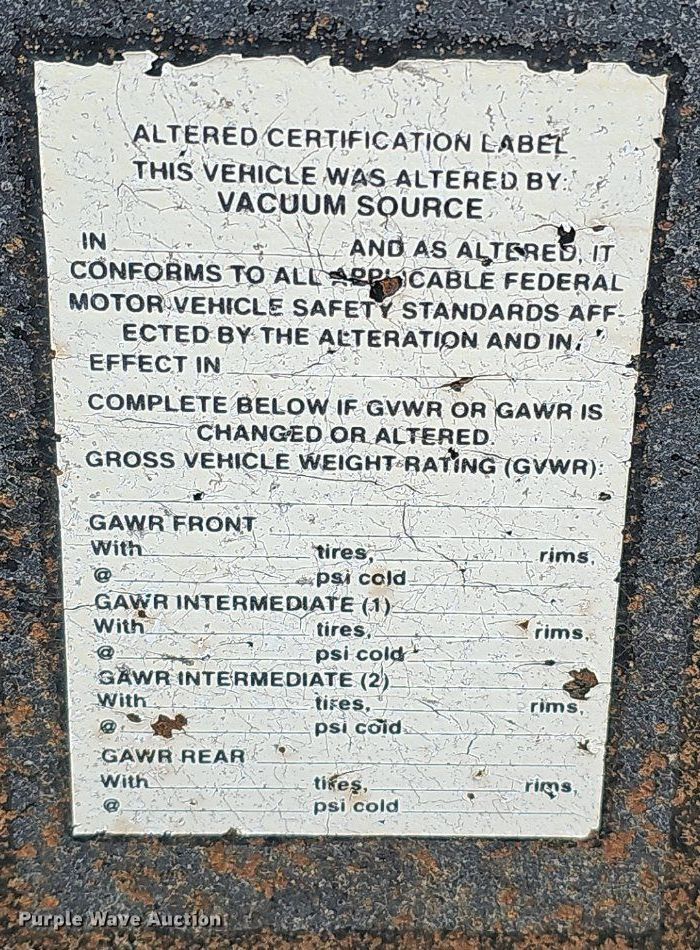 ALTERED CERTIFICATION LABEL
THIS VEHICLE WAS ALTERED BY:
VACUUM SOURCE
IN AND AS ALTERED, IT
CONFORMS TO ALL APPLICABLE FEDERAL
MOTOR VEHICLE SAFETY STANDARDS AFF-
ECTED BY THE ALTERATION AND IN
EFFECT IN
COMPLETE BELOW IF GVWR OR GAWR IS
CHANGED OR ALTERED.
GROSS VEHICLE WEIGHT RATING (GVWR):
GAWR FRONT
With tires, rims,
@ psi cold
GAWR INTERMEDIATE (1)
With tires, rims,
@ psi cold
GAWR INTERMEDIATE (2)
With tires, rims,
@ psi cold
GAWR REAR
With tires, rims,
@ psi cold
Purple Wave Auction